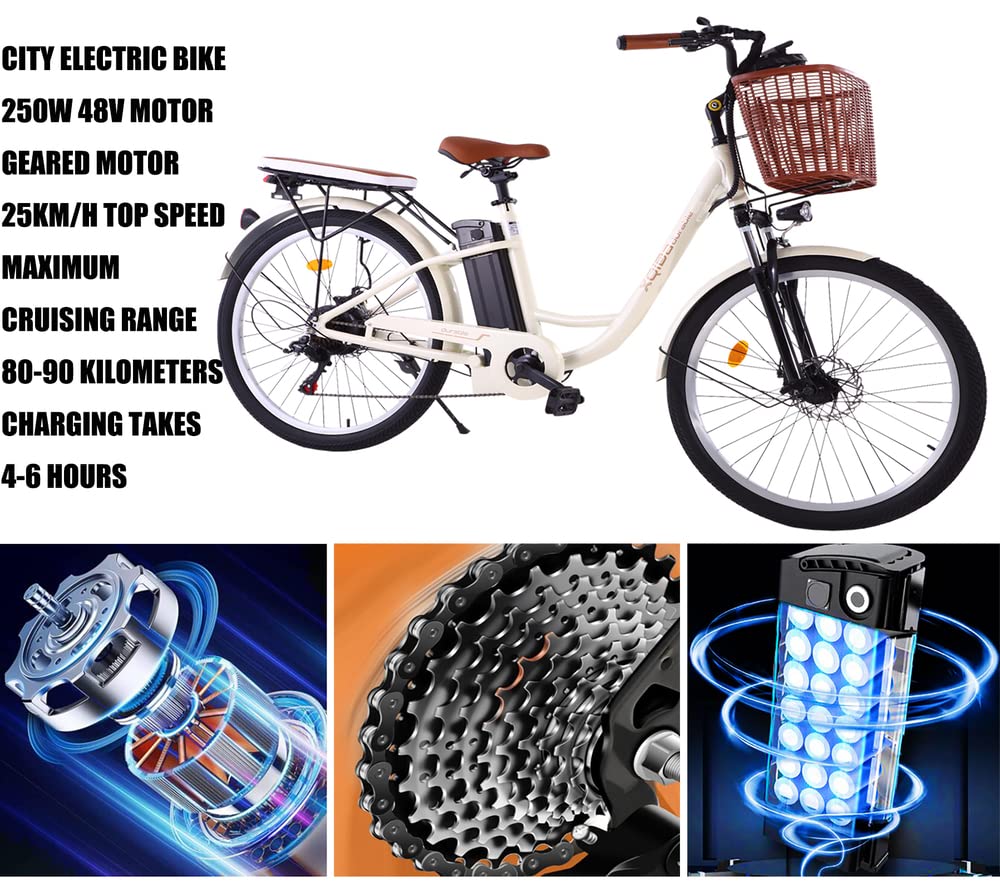 CITY ELECTRIC BIKE
250W 48V MOTOR
GEARED MOTOR
25KM/H TOP SPEED
MAXIMUM
CRUISING RANGE
80-90 KILOMETERS
CHARGING TAKES
4-6 HOURS